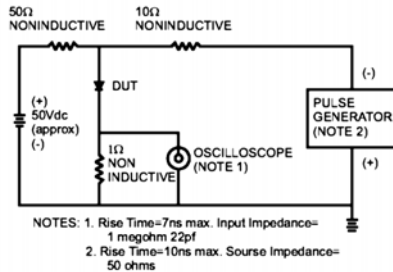 50Ω
NONINDUCTIVE
10Ω
NONINDUCTIVE
(+)
50Vdc
(approx)
(-)
DUT
1Ω
NON
INDUCTIVE
OSCILLOSCOPE
(NOTE 1)
(-)
PULSE
GENERATOR
(NOTE 2)
(+)
NOTES: 1. Rise Time=7ns max. Input Impedance=
1 megohm 22pf
2. Rise Time=10ns max. Sourse Impedance=
50 ohms